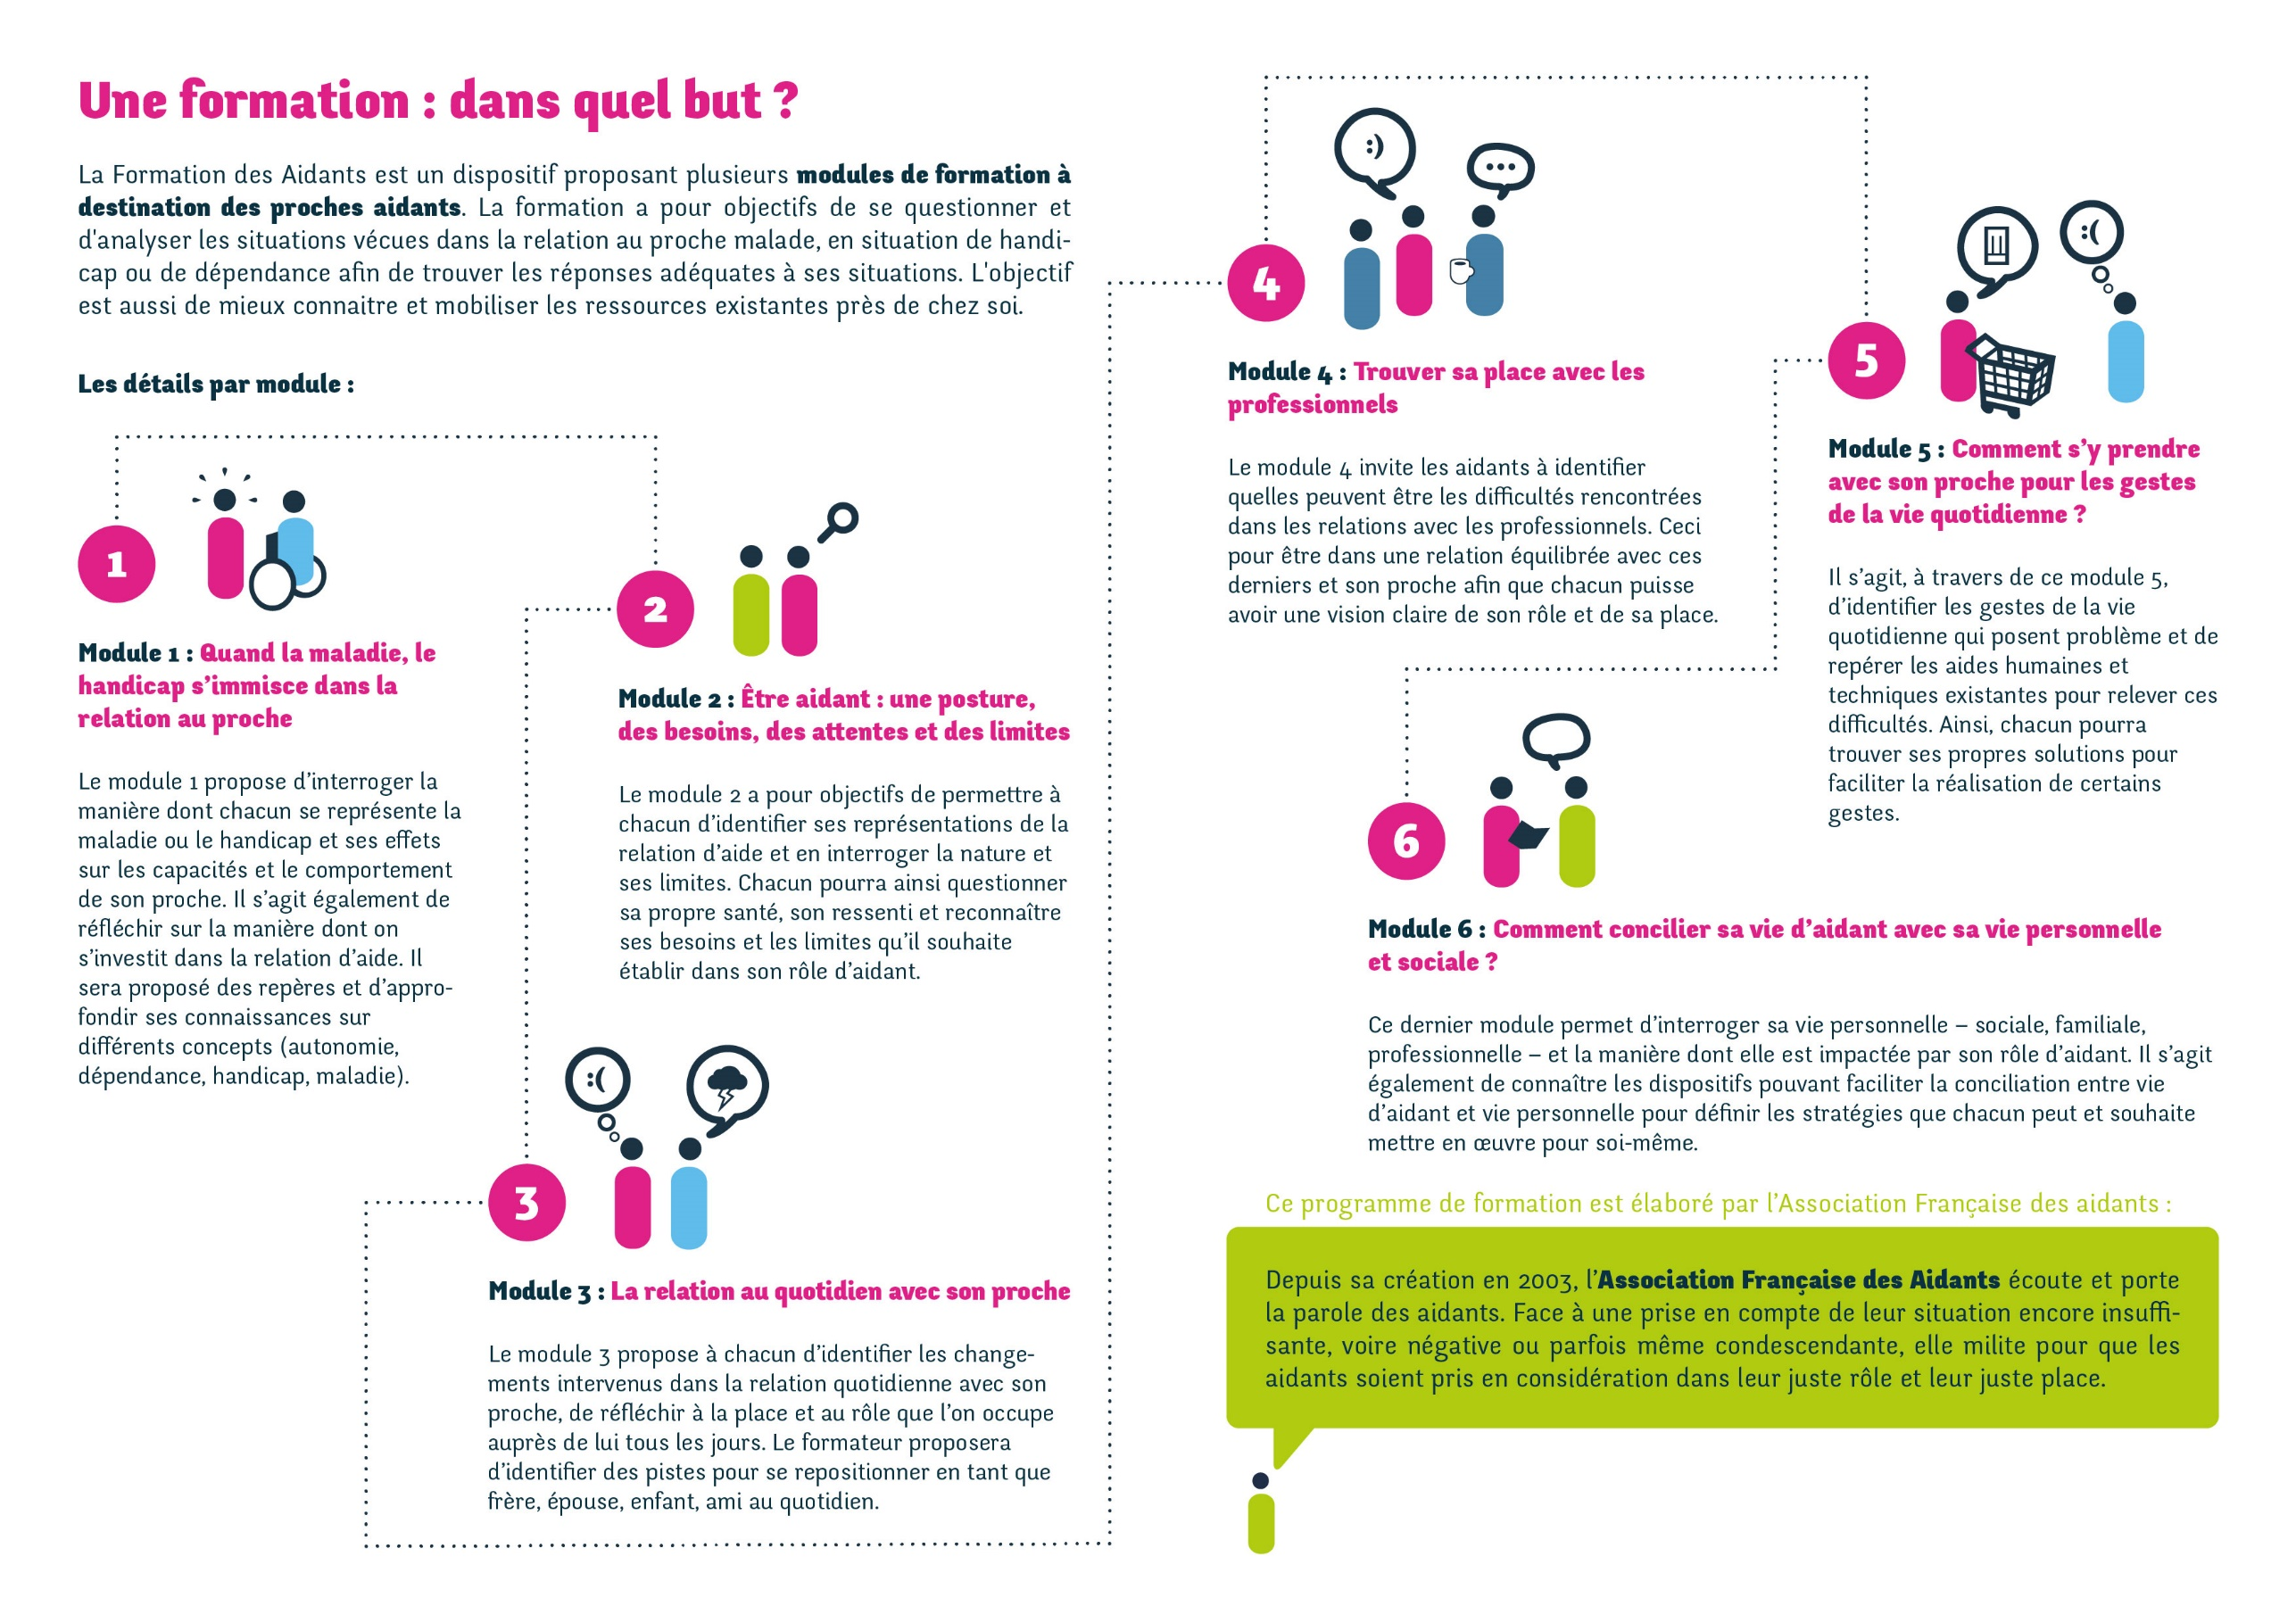 Une formation : dans quel but ?
La Formation des Aidants est un dispositif proposant plusieurs modules de formation à
destination des proches aidants. La formation a pour objectifs de se questionner et
d'analyser les situations vécues dans la relation au proche malade, en situation de handi-
cap ou de dépendance afin de trouver les réponses adéquates à ses situations. L'objectif
est aussi de mieux connaitre et mobiliser les ressources existantes près de chez soi.
Les détails par module :
1
Module 1 : Quand la maladie, le
handicap s’immisce dans la
relation au proche
Le module 1 propose d’interroger la
manière dont chacun se représente la
maladie ou le handicap et ses effets
sur les capacités et le comportement
de son proche. Il s’agit également de
réfléchir sur la manière dont on
s’investit dans la relation d’aide. Il
sera proposé des repères et d’appro-
fondir ses connaissances sur
différents concepts (autonomie,
dépendance, handicap, maladie).
2
Module 2 : Être aidant : une posture,
des besoins, des attentes et des limites
Le module 2 a pour objectifs de permettre à
chacun d’identifier ses représentations de la
relation d’aide et en interroger la nature et
ses limites. Chacun pourra ainsi questionner
sa propre santé, son ressenti et reconnaître
ses besoins et les limites qu’il souhaite
établir dans son rôle d’aidant.
:(
3
Module 3 : La relation au quotidien avec son proche
Le module 3 propose à chacun d’identifier les change-
ments intervenus dans la relation quotidienne avec son
proche, de réfléchir à la place et au rôle que l’on occupe
auprès de lui tous les jours. Le formateur proposera
d’identifier des pistes pour se repositionner en tant que
frère, épouse, enfant, ami au quotidien.
:)
...
4
Module 4 : Trouver sa place avec les
professionnels
Le module 4 invite les aidants à identifier
quelles peuvent être les difficultés rencontrées
dans les relations avec les professionnels. Ceci
pour être dans une relation équilibrée avec ces
derniers et son proche afin que chacun puisse
avoir une vision claire de son rôle et de sa place.
:(
5
Module 5 : Comment s’y prendre
avec son proche pour les gestes
de la vie quotidienne ?
Il s’agit, à travers de ce module 5,
d’identifier les gestes de la vie
quotidienne qui posent problème et de
repérer les aides humaines et
techniques existantes pour relever ces
difficultés. Ainsi, chacun pourra
trouver ses propres solutions pour
faciliter la réalisation de certains
gestes.
6
Module 6 : Comment concilier sa vie d’aidant avec sa vie personnelle
et sociale ?
Ce dernier module permet d’interroger sa vie personnelle – sociale, familiale,
professionnelle – et la manière dont elle est impactée par son rôle d’aidant. Il s’agit
également de connaître les dispositifs pouvant faciliter la conciliation entre vie
d’aidant et vie personnelle pour définir les stratégies que chacun peut et souhaite
mettre en œuvre pour soi-même.
Ce programme de formation est élaboré par l’Association Française des aidants :
Depuis sa création en 2003, l’Association Française des Aidants écoute et porte
la parole des aidants. Face à une prise en compte de leur situation encore insuffi-
sante, voire négative ou parfois même condescendante, elle milite pour que les
aidants soient pris en considération dans leur juste rôle et leur juste place.